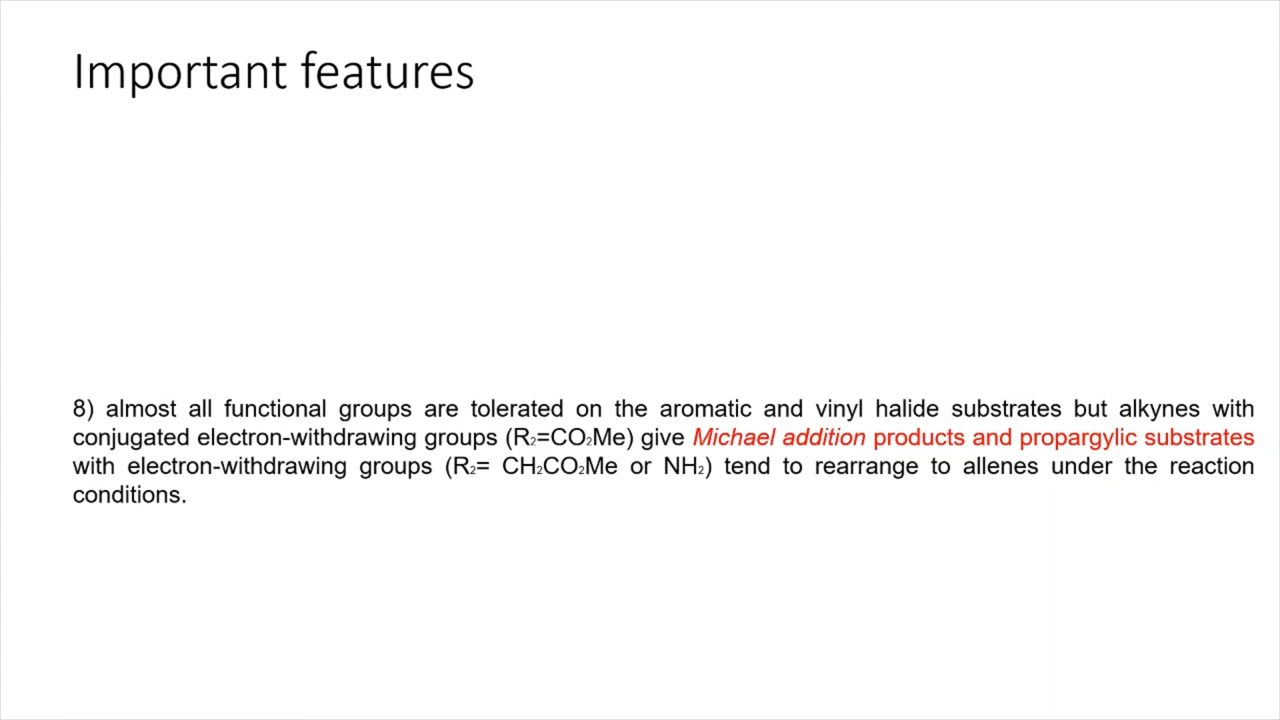 Important features
8) almost all functional groups are tolerated on the aromatic and vinyl halide substrates but alkynes with
conjugated electron-withdrawing groups (R₂=CO₂Me) give Michael addition products and propargylic substrates
with electron-withdrawing groups (R₂= CH₂CO₂Me or NH₂) tend to rearrange to allenes under the reaction
conditions.